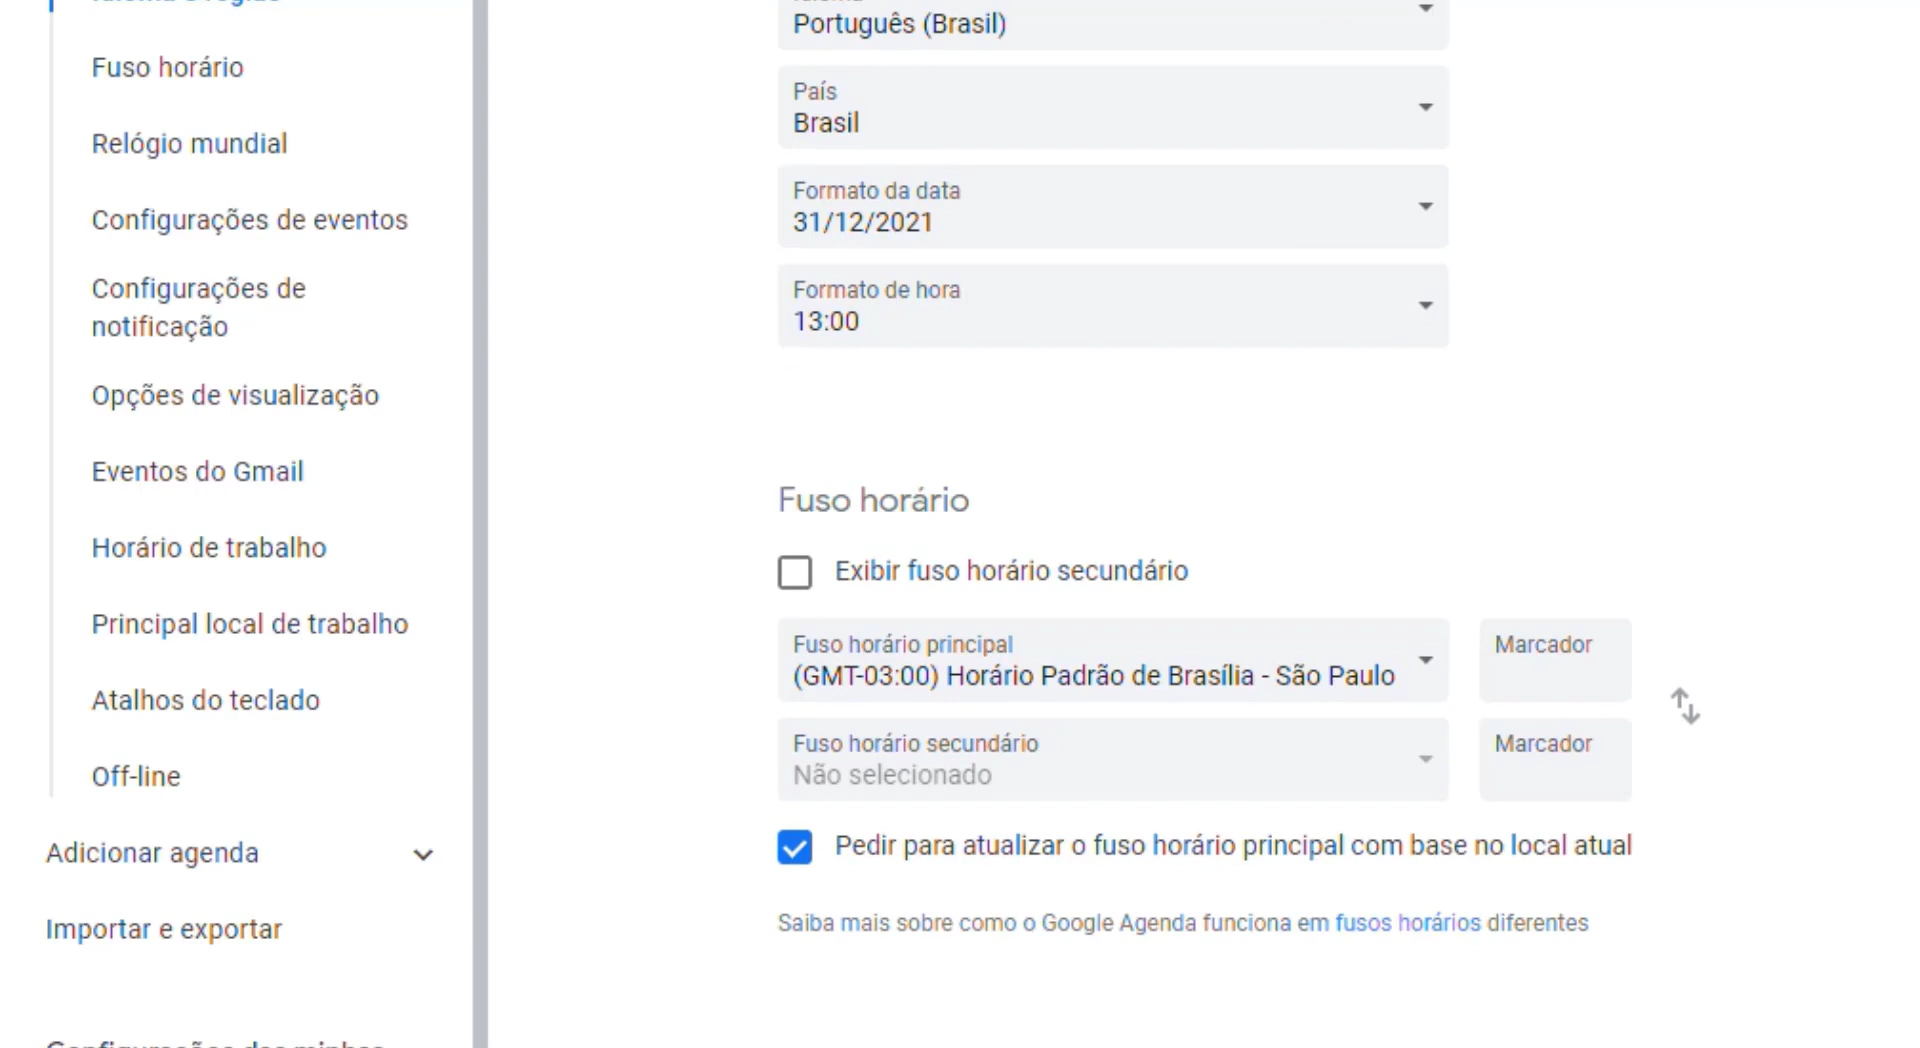 Fuso horário
Relógio mundial
Configurações de eventos
Configurações de
notificação
Opções de visualização
Eventos do Gmail
Horário de trabalho
Principal local de trabalho
Atalhos do teclado
Off-line
Adicionar agenda
Importar e exportar
Português (Brasil)
País
Brasil
Formato da data
31/12/2021
Formato de hora
13:00
Fuso horário
Exibir fuso horário secundário
Fuso horário principal
(GMT-03:00) Horário Padrão de Brasília - São Paulo
Marcador
Fuso horário secundário
Não selecionado
Marcador
Pedir para atualizar o fuso horário principal com base no local atual
Saiba mais sobre como o Google Agenda funciona em fusos horários diferentes